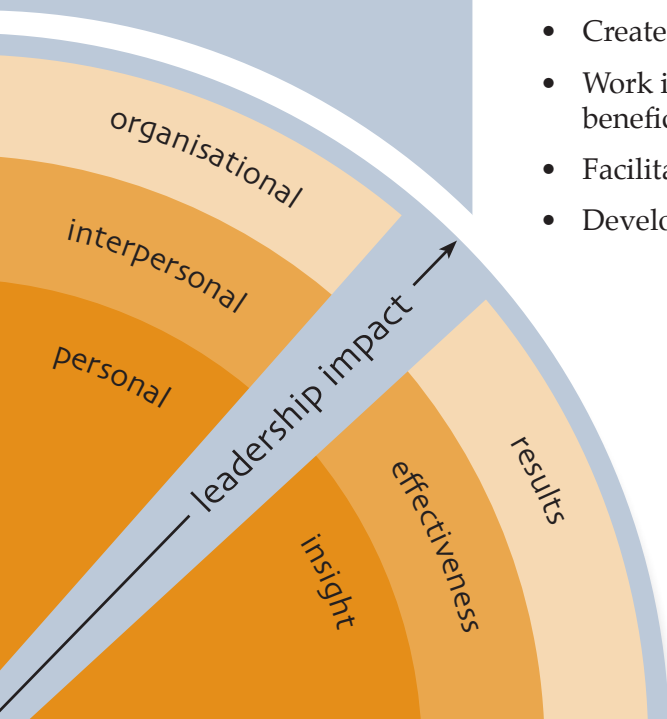 • Create
• Work i
benefic
• Facilita
• Develo
organisational
interpersonal
personal
leadership impact
results
effectiveness
insight